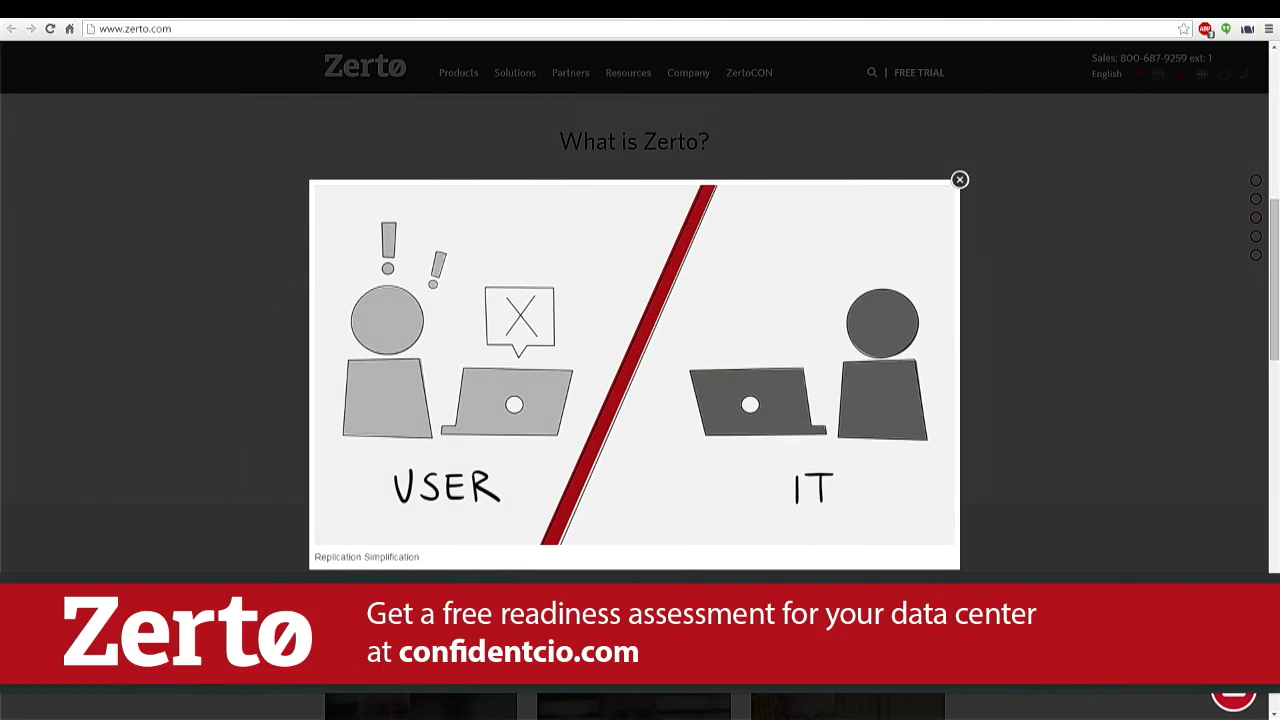 www.zerto.com
Zerto
Products Solutions Partners Resources Company ZertoCON
FREE TRIAL
Sales: 800-687-9259 ext: 1
English
What is Zerto?
USER
IT
Replication Simplification
Zerto
Get a free readiness assessment for your data center
at confidentcio.com